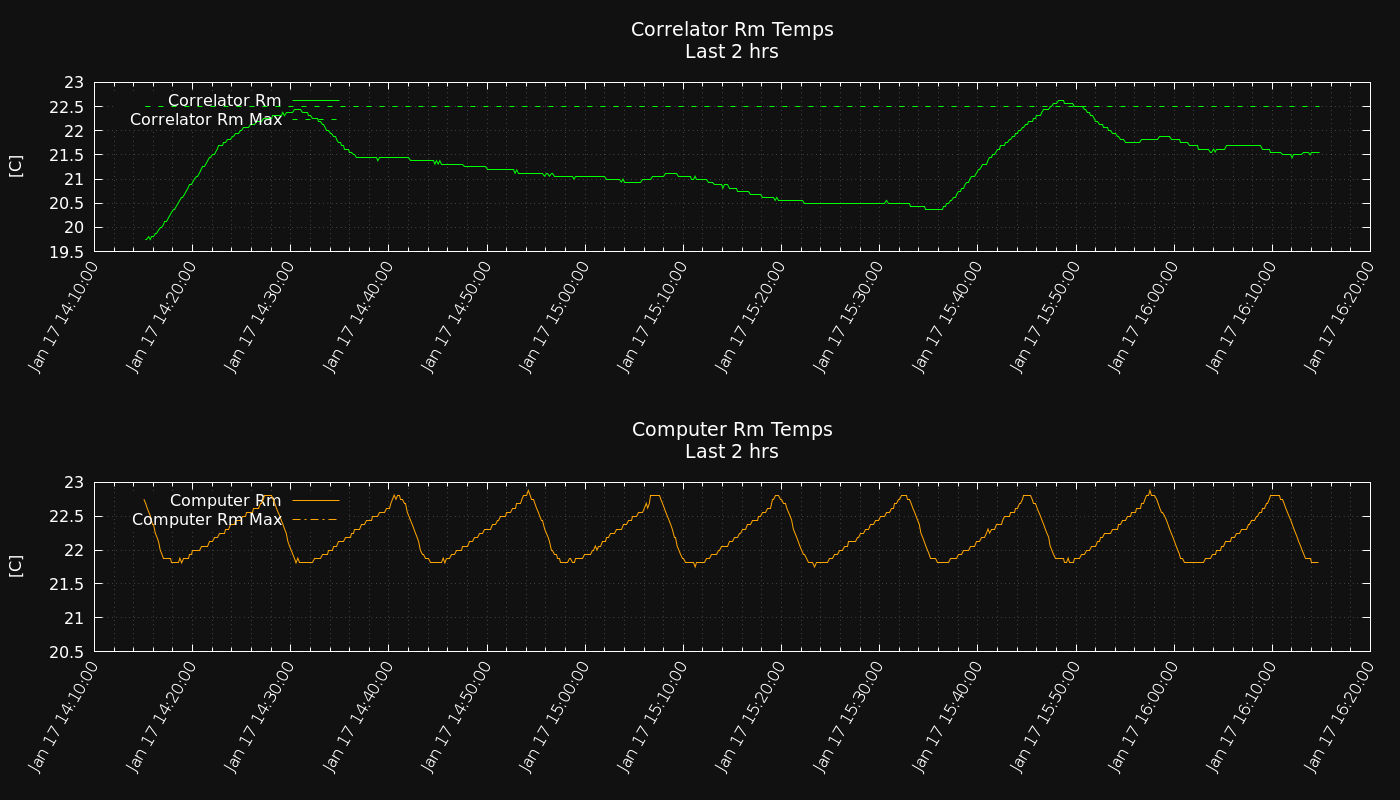 Correlator Rm Temps
Last 2 hrs
23
22.5
22
21.5
21
20.5
20
19.5
[C]
Correlator Rm
Correlator Rm Max
Jan 17 14:10:00
Jan 17 14:20:00
Jan 17 14:30:00
Jan 17 14:40:00
Jan 17 14:50:00
Jan 17 15:00:00
Jan 17 15:10:00
Jan 17 15:20:00
Jan 17 15:30:00
Jan 17 15:40:00
Jan 17 15:50:00
Jan 17 16:00:00
Jan 17 16:10:00
Jan 17 16:20:00
Computer Rm Temps
Last 2 hrs
23
22.5
22
21.5
21
20.5
[C]
Computer Rm
Computer Rm Max
Jan 17 14:10:00
Jan 17 14:20:00
Jan 17 14:30:00
Jan 17 14:40:00
Jan 17 14:50:00
Jan 17 15:00:00
Jan 17 15:10:00
Jan 17 15:20:00
Jan 17 15:30:00
Jan 17 15:40:00
Jan 17 15:50:00
Jan 17 16:00:00
Jan 17 16:10:00
Jan 17 16:20:00